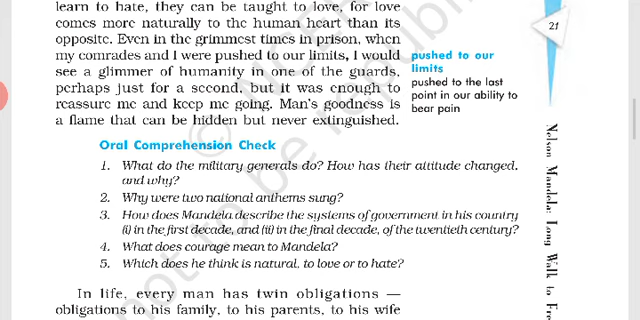 learn to hate, they can be taught to love, for love
comes more naturally to the human heart than its
opposite. Even in the grimmest times in prison, when
my comrades and I were pushed to our limits, I would
see a glimmer of humanity in one of the guards,
perhaps just for a second, but it was enough to
reassure me and keep me going. Man's goodness is
a flame that can be hidden but never extinguished.
pushed to our
limits
pushed to the last
point in our ability to
bear pain
21
Oral Comprehension Check
1. What do the military generals do? How has their attitude changed,
and why?
2. Why were two national anthems sung?
3. How does Mandela describe the systems of government in his country
(i) in the first decade, and (ii) in the final decade, of the twentieth century?
4. What does courage mean to Mandela?
5. Which does he think is natural, to love or to hate?
In life, every man has twin obligations —
obligations to his family, to his parents, to his wife
Nelson Mandela: Long Walk to Fre
not to be republi